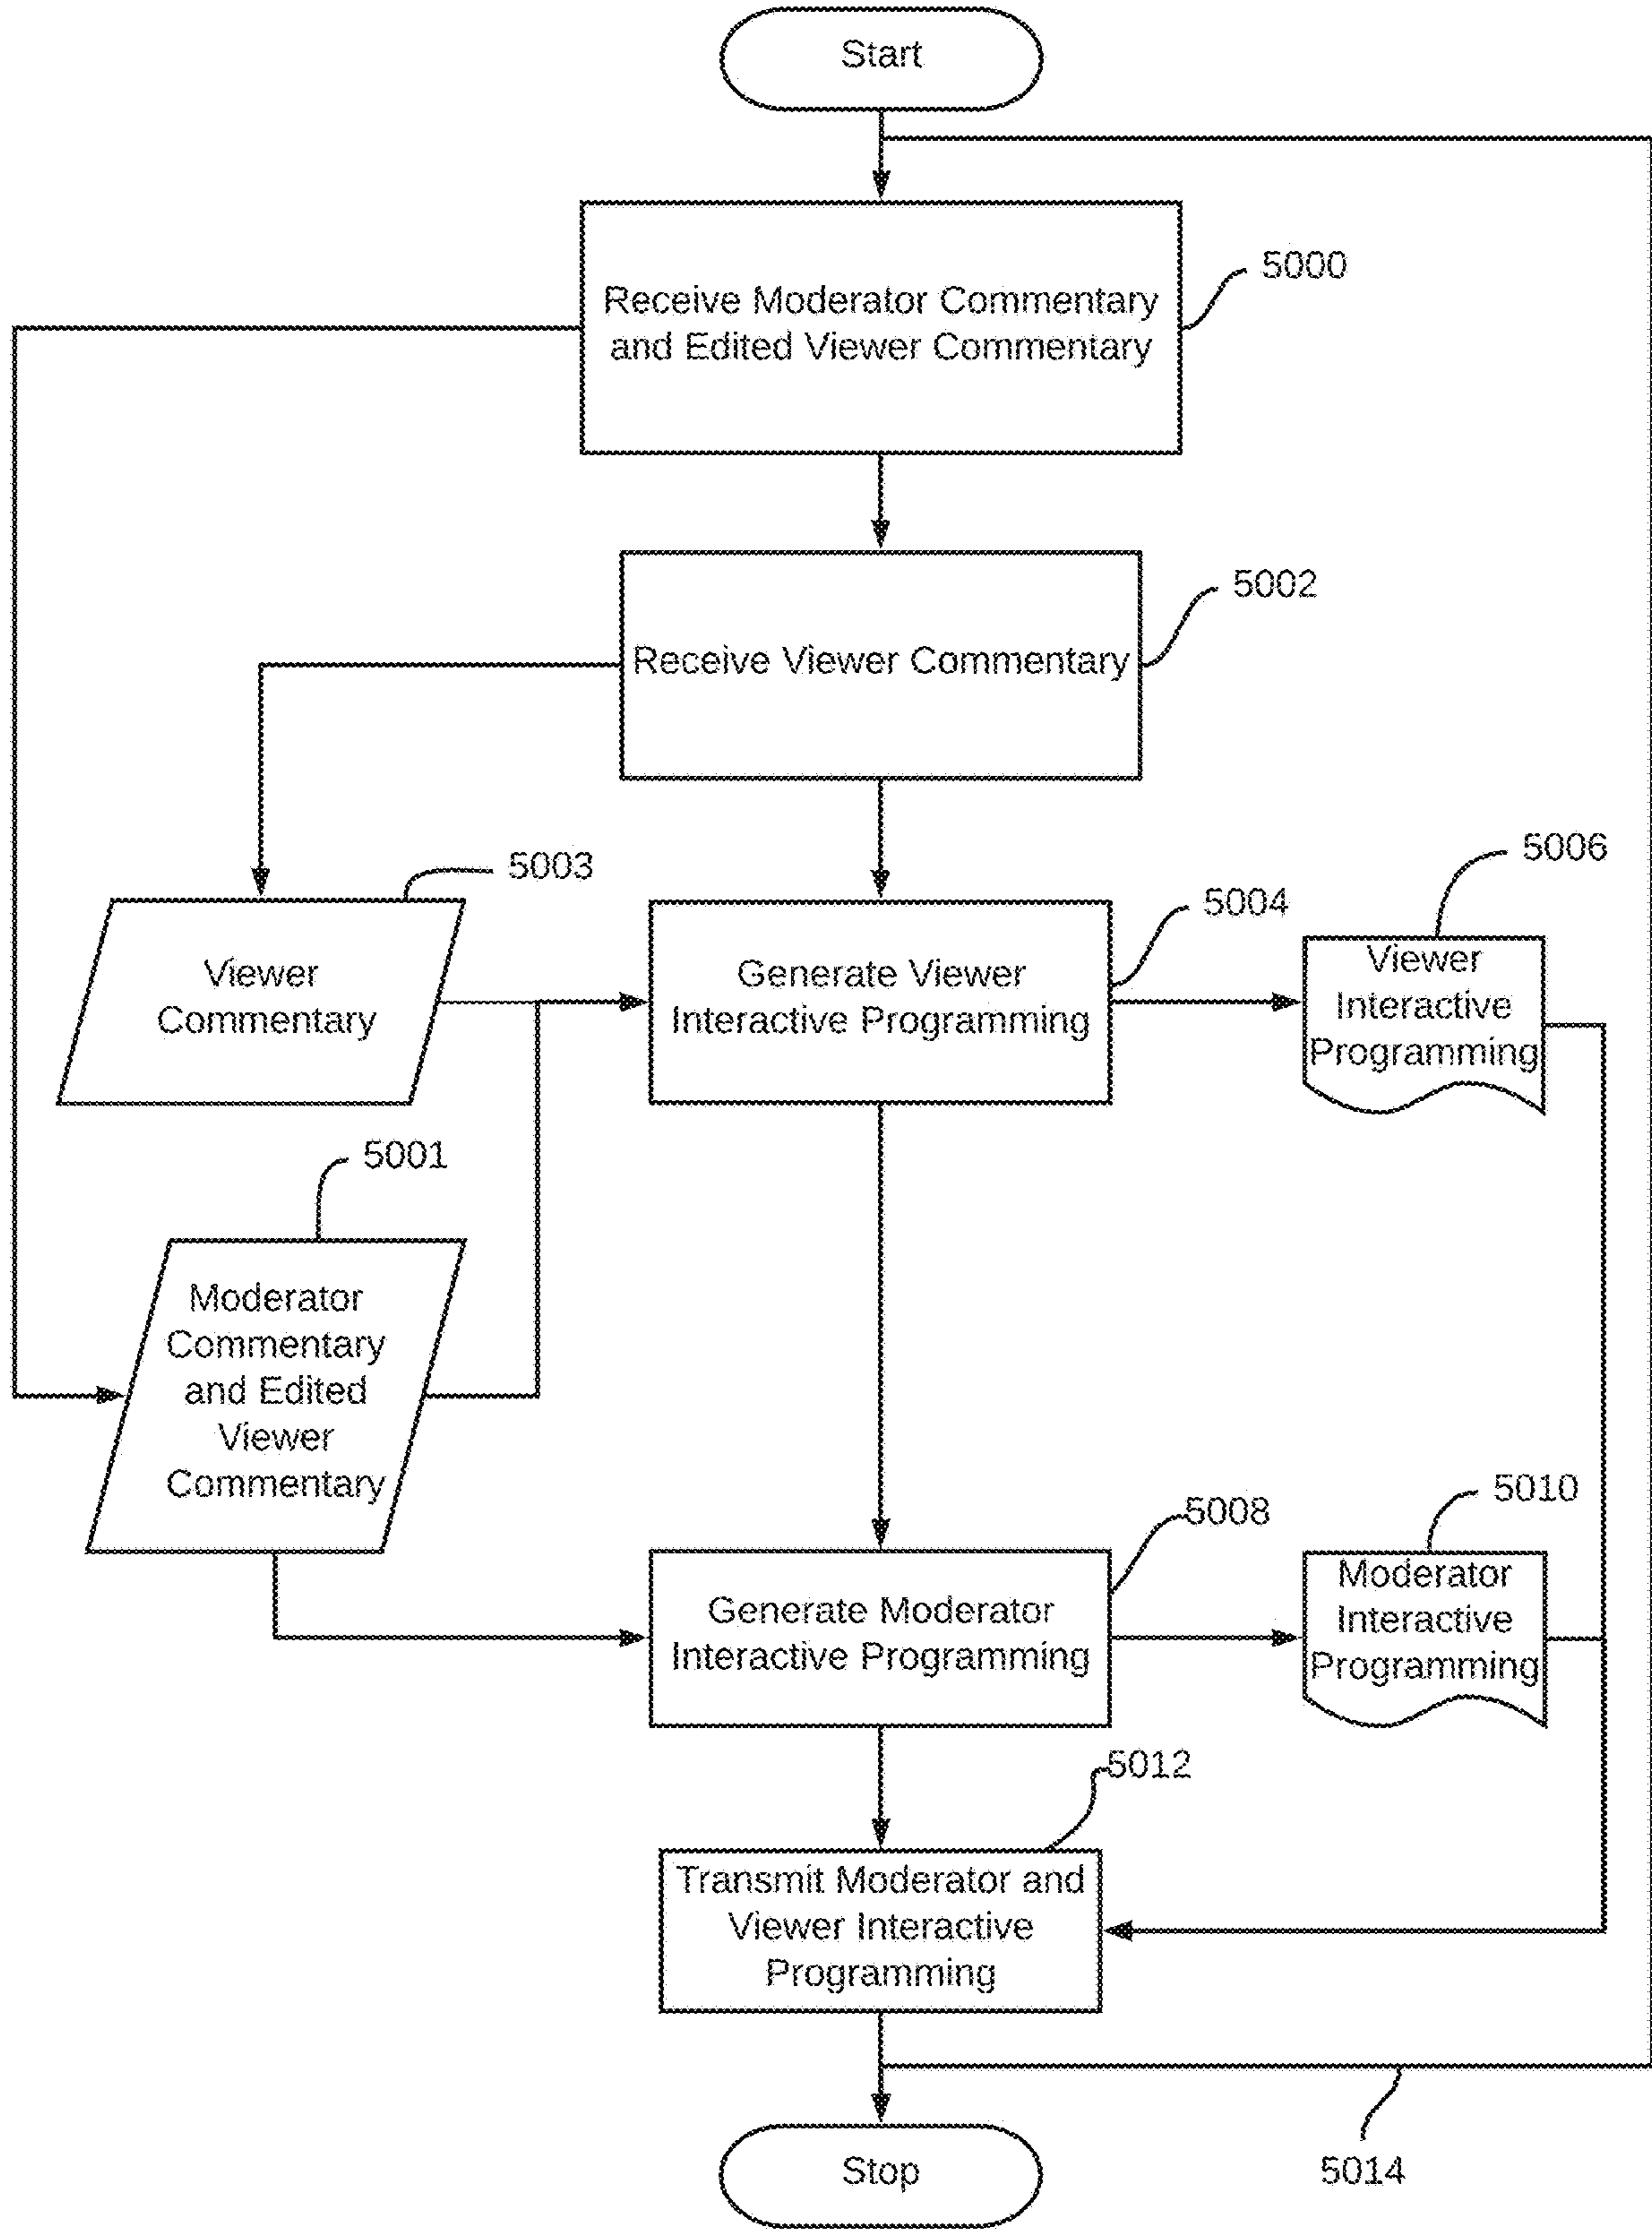 Start
5000
Receive Moderator Commentary
and Edited Viewer Commentary
5002
Receive Viewer Commentary
5003
Viewer
Commentary
5004
Generate Viewer
Interactive Programming
5006
Viewer
Interactive
Programming
5001
Moderator
Commentary
and Edited
Viewer
Commentary
5008
Generate Moderator
Interactive Programming
5010
Moderator
Interactive
Programming
5012
Transmit Moderator and
Viewer Interactive
Programming
5014
Stop